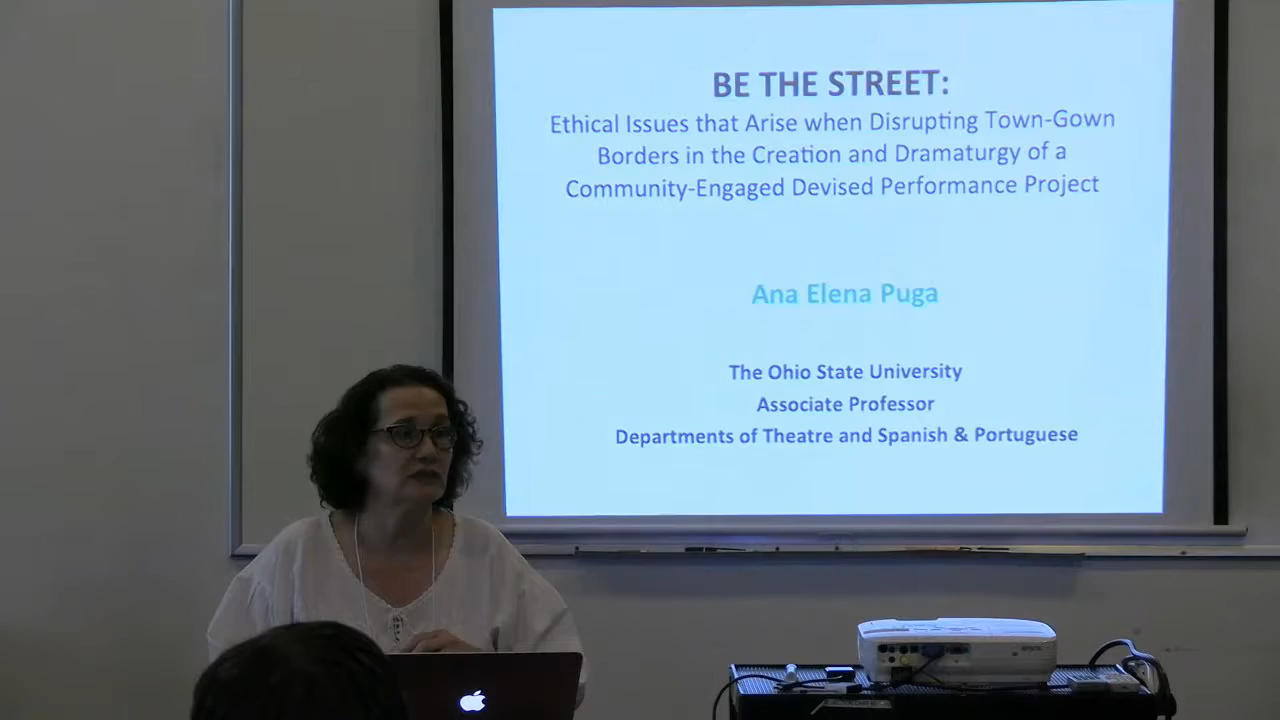 BE THE STREET:
Ethical Issues that Arise when Disrupting Town-Gown
Borders in the Creation and Dramaturgy of a
Community-Engaged Devised Performance Project
Ana Elena Puga
The Ohio State University
Associate Professor
Departments of Theatre and Spanish & Portuguese
EPSON